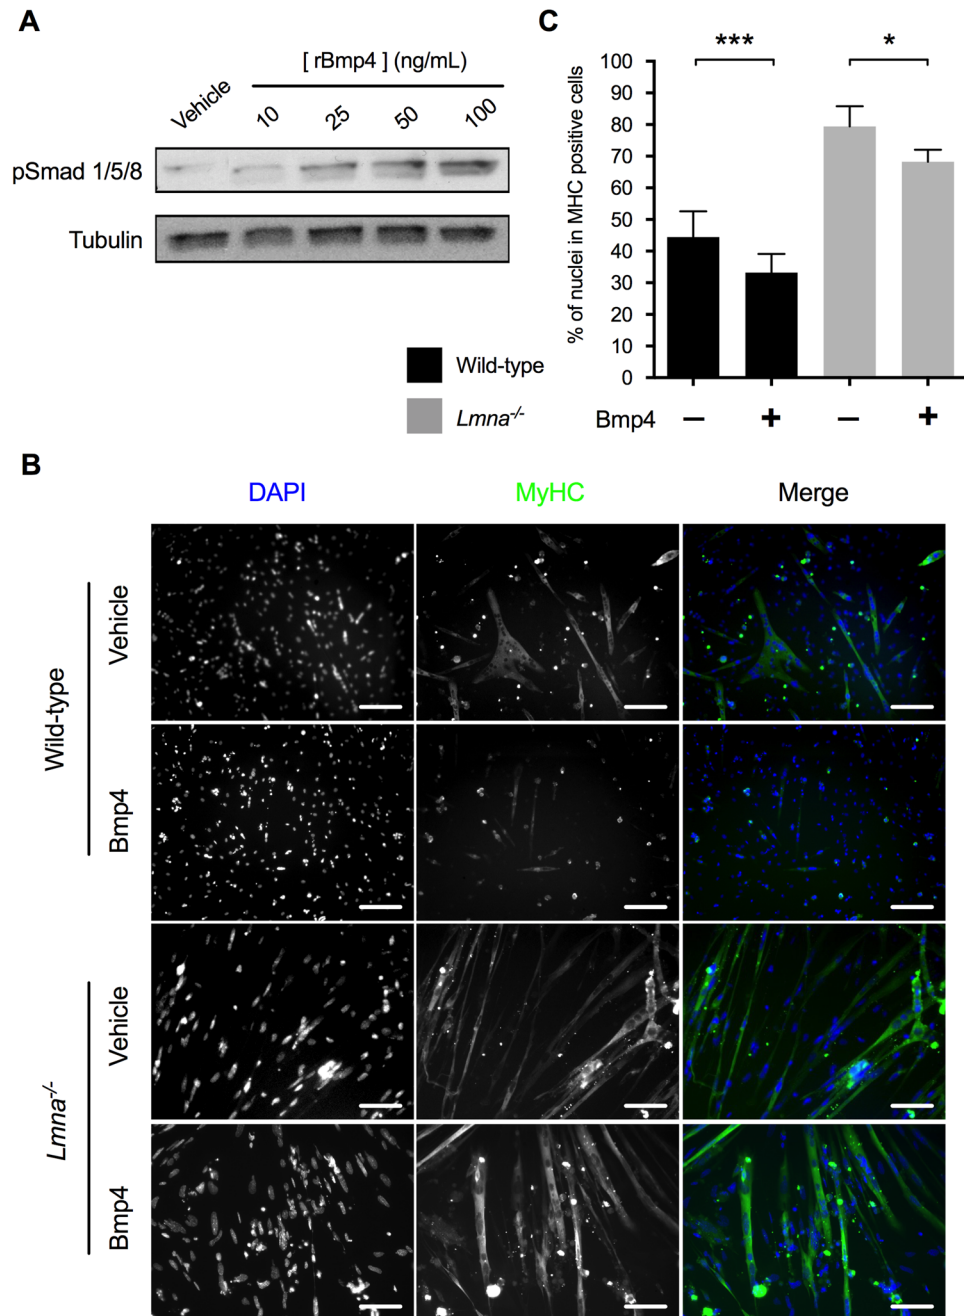 A
[ rBmp4 ] (ng/mL)
Vehicle 10 25 50 100
pSmad 1/5/8
Tubulin
Wild-type
Lmna-/-
C
*** *
% of nuclei in MHC positive cells
100
90
80
70
60
50
40
30
20
10
0
Bmp4 – + – +
B
DAPI MyHC Merge
Wild-type
Vehicle
Bmp4
Lmna-/-
Vehicle
Bmp4